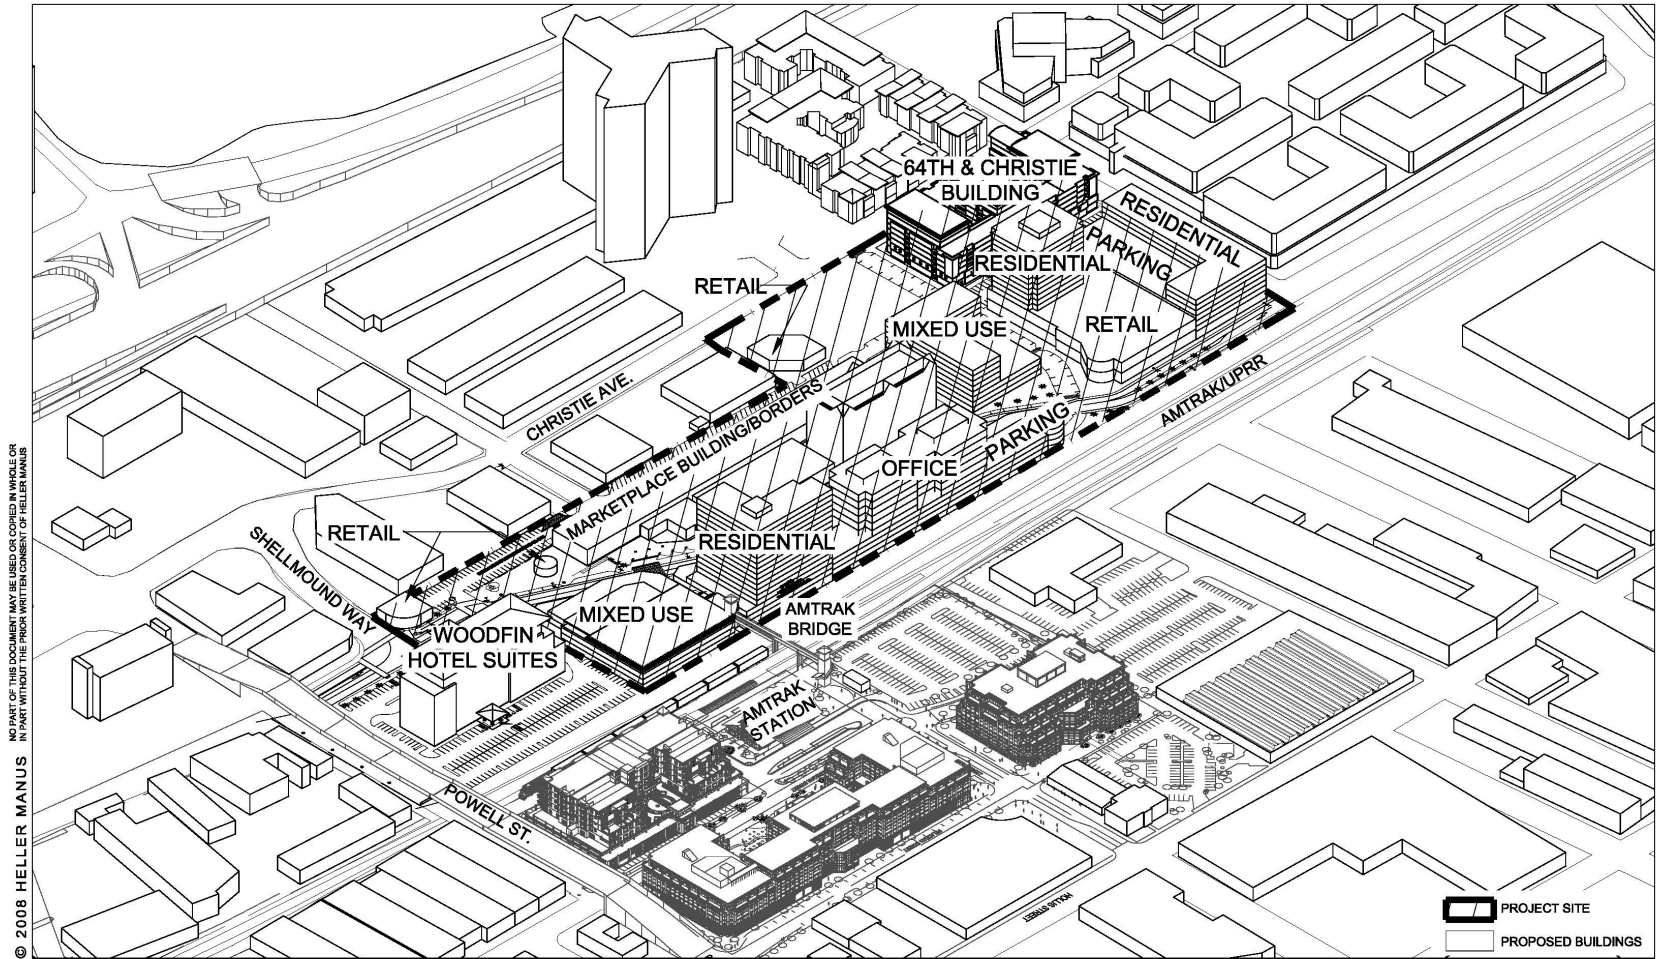 64TH & CHRISTIE
BUILDING
RESIDENTIAL
PARKING
RESIDENTIAL
RETAIL
MIXED USE
RETAIL
AMTRAK/UPRR
CHRISTIE AVE.
MARKETPLACE BUILDING/BORDERS
PARKING
OFFICE
RETAIL
SHELLMOUND WAY
RESIDENTIAL
MIXED USE
AMTRAK
BRIDGE
WOODFIN
HOTEL SUITES
AMTRAK
STATION
POWELL ST.
HOLLIS STREET
PROJECT SITE
PROPOSED BUILDINGS
© 2008 HELLER MANUS
NO PART OF THIS DOCUMENT MAY BE USED OR COPIED IN WHOLE OR
IN PART WITHOUT THE PRIOR WRITTEN CONSENT OF HELLER MANUS